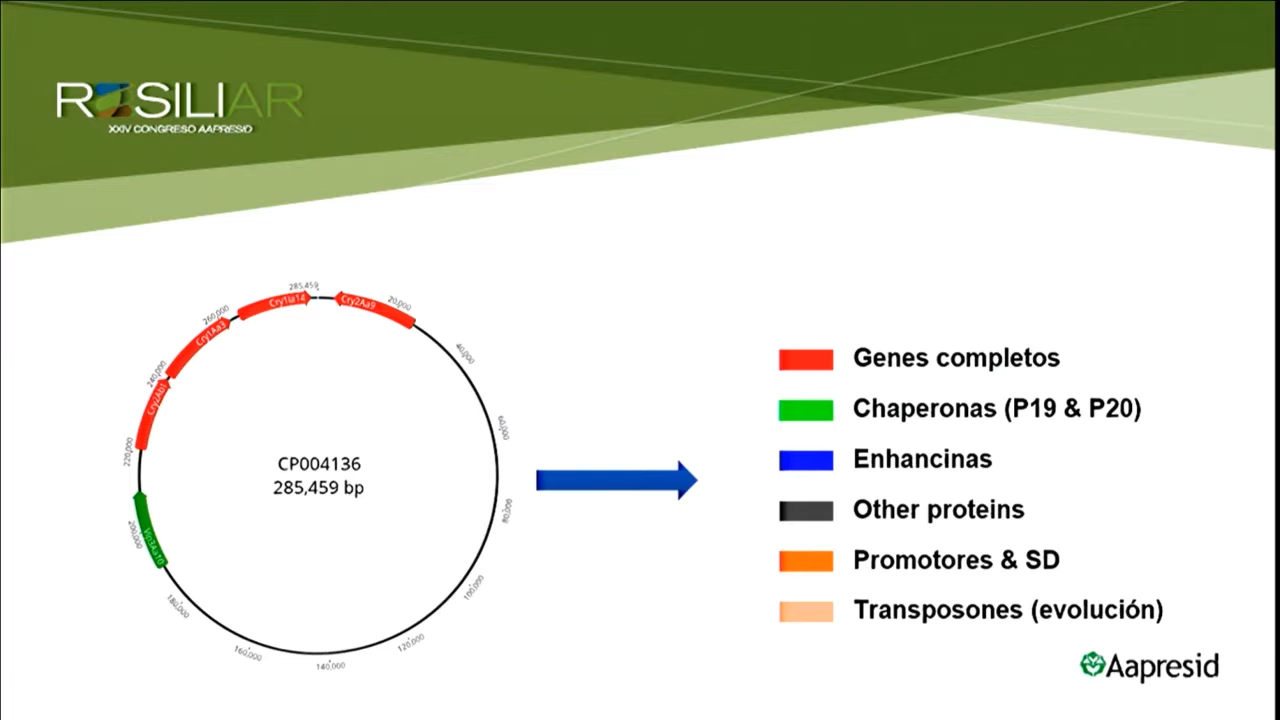 RESILIAR
XXIV CONGRESO AAPRESID
285,459
Cry1Ia14
Cry2Aa9
20,000
260,000
Cry1Aa3
40,000
240,000
Cry2Ab1
60,000
220,000
CP004136
285,459 bp
80,000
200,000
Vip3Aa10
100,000
180,000
120,000
160,000
140,000
Genes completos
Chaperonas (P19 & P20)
Enhancinas
Other proteins
Promotores & SD
Transposones (evolución)
Aapresid